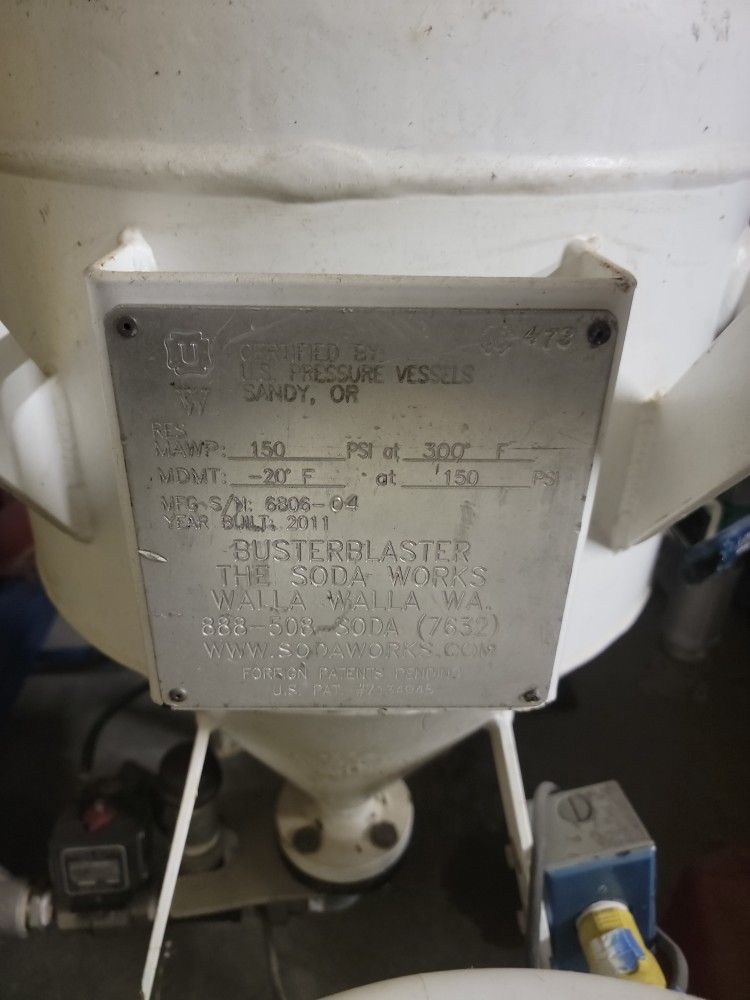 U
CERTIFIED BY:
U.S. PRESSURE VESSELS
SANDY, OR
W
473
RES
MAWP: 150 PSI at 300° F
MDMT: -20° F at 150 PSI
MFG S/N: 6806-04
YEAR BUILT: 2011
BUSTERBLASTER
THE SODA WORKS
WALLA WALLA WA.
888-508-SODA (7632)
WWW.SODAWORKS.COM
FOREIGN PATENTS PENDING
U.S. PAT. #7134945